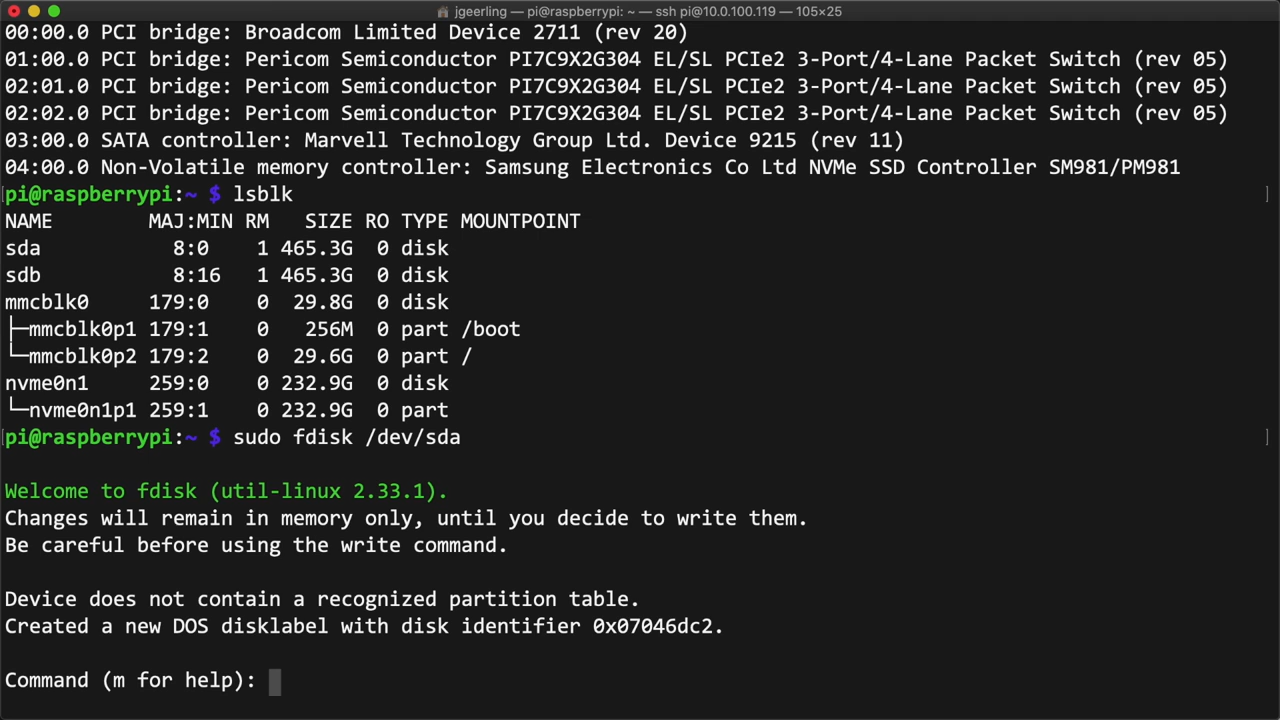 jgeerling — pi@raspberrypi: ~ — ssh pi@10.0.100.119 — 105×25
00:00.0 PCI bridge: Broadcom Limited Device 2711 (rev 20)
01:00.0 PCI bridge: Pericom Semiconductor PI7C9X2G304 EL/SL PCIe2 3-Port/4-Lane Packet Switch (rev 05)
02:01.0 PCI bridge: Pericom Semiconductor PI7C9X2G304 EL/SL PCIe2 3-Port/4-Lane Packet Switch (rev 05)
02:02.0 PCI bridge: Pericom Semiconductor PI7C9X2G304 EL/SL PCIe2 3-Port/4-Lane Packet Switch (rev 05)
03:00.0 SATA controller: Marvell Technology Group Ltd. Device 9215 (rev 11)
04:00.0 Non-Volatile memory controller: Samsung Electronics Co Ltd NVMe SSD Controller SM981/PM981
[pi@raspberrypi:~ $ lsblk ]
NAME        MAJ:MIN RM   SIZE RO TYPE MOUNTPOINT
sda           8:0    1 465.3G  0 disk
sdb           8:16   1 465.3G  0 disk
mmcblk0     179:0    0  29.8G  0 disk
├─mmcblk0p1 179:1    0   256M  0 part /boot
└─mmcblk0p2 179:2    0  29.6G  0 part /
nvme0n1     259:0    0 232.9G  0 disk
└─nvme0n1p1 259:1    0 232.9G  0 part
[pi@raspberrypi:~ $ sudo fdisk /dev/sda ]
Welcome to fdisk (util-linux 2.33.1).
Changes will remain in memory only, until you decide to write them.
Be careful before using the write command.
Device does not contain a recognized partition table.
Created a new DOS disklabel with disk identifier 0x07046dc2.
Command (m for help):